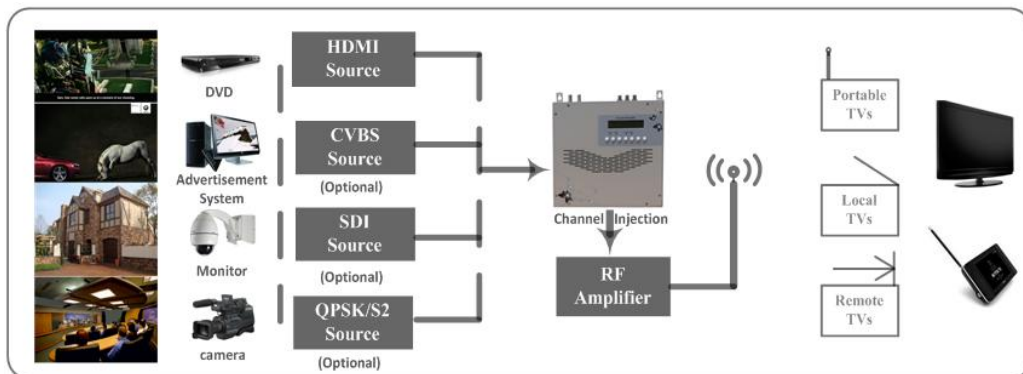 DVD
Advertisement
System
Monitor
camera
HDMI
Source
CVBS
Source
(Optional)
SDI
Source
(Optional)
QPSK/S2
Source
(Optional)
Channel Injection
RF
Amplifier
Portable
TVs
Local
TVs
Remote
TVs